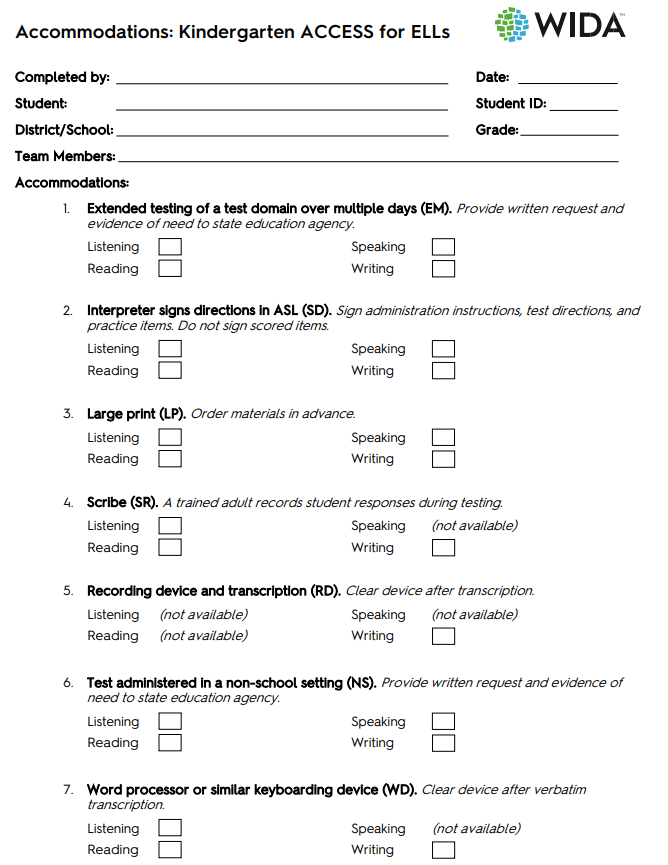 Accommodations: Kindergarten ACCESS for ELLs
WIDA™
Completed by:
Date:
Student:
Student ID:
District/School:
Grade:
Team Members:
Accommodations:
1. Extended testing of a test domain over multiple days (EM). Provide written request and
evidence of need to state education agency.
Listening Speaking
Reading Writing
2. Interpreter signs directions in ASL (SD). Sign administration instructions, test directions, and
practice items. Do not sign scored items.
Listening Speaking
Reading Writing
3. Large print (LP). Order materials in advance.
Listening Speaking
Reading Writing
4. Scribe (SR). A trained adult records student responses during testing.
Listening Speaking (not available)
Reading Writing
5. Recording device and transcription (RD). Clear device after transcription.
Listening (not available) Speaking (not available)
Reading (not available) Writing
6. Test administered in a non-school setting (NS). Provide written request and evidence of
need to state education agency.
Listening Speaking
Reading Writing
7. Word processor or similar keyboarding device (WD). Clear device after verbatim
transcription.
Listening Speaking (not available)
Reading Writing